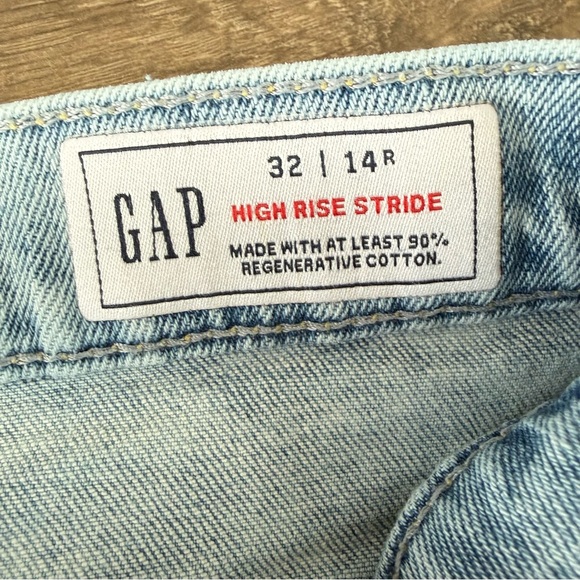 GAP
32 | 14R
HIGH RISE STRIDE
MADE WITH AT LEAST 90%
REGENERATIVE COTTON.